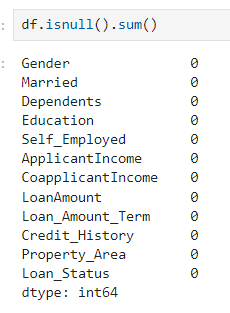 : df.isnull().sum()
: Gender 0
Married 0
Dependents 0
Education 0
Self_Employed 0
ApplicantIncome 0
CoapplicantIncome 0
LoanAmount 0
Loan_Amount_Term 0
Credit_History 0
Property_Area 0
Loan_Status 0
dtype: int64